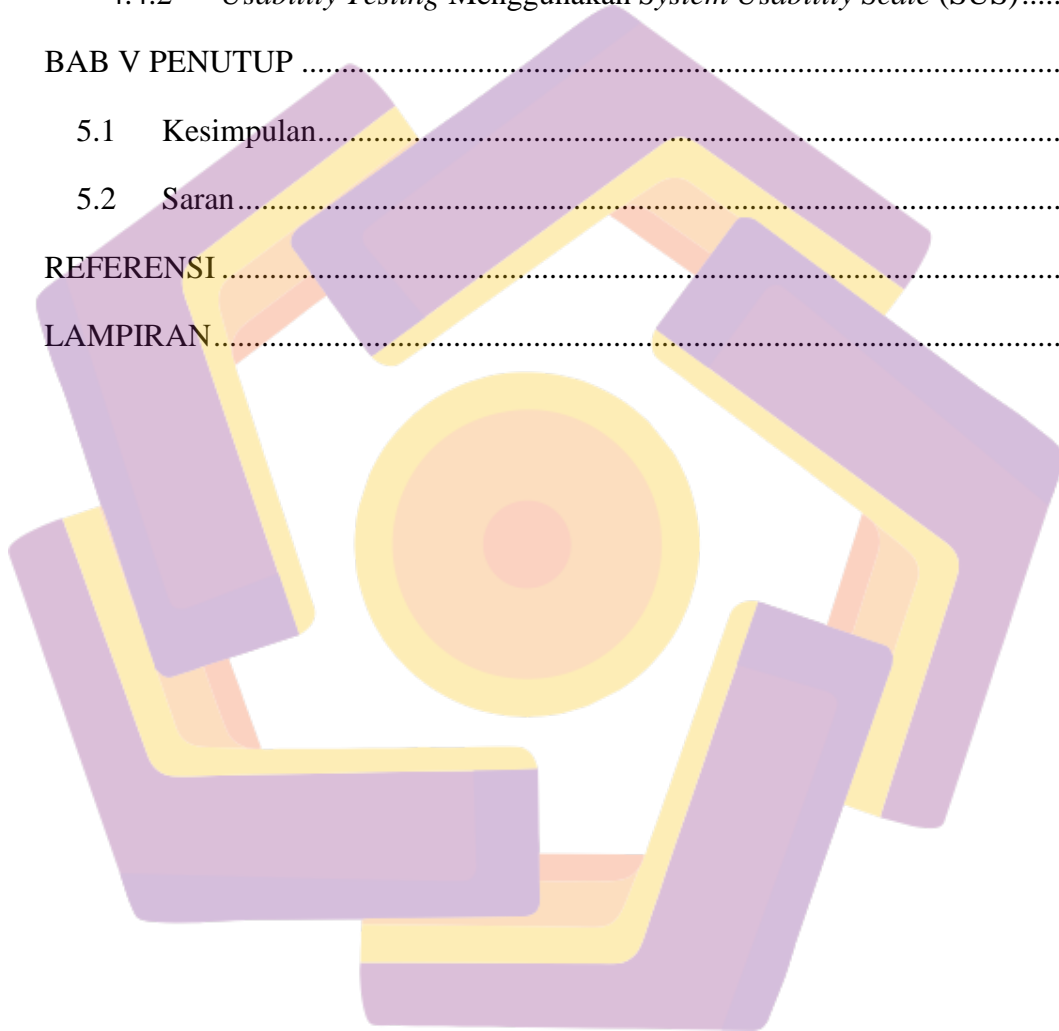 4.4.2 Usability Testing Menggunakan System Usability Scale (SUS).....
BAB V PENUTUP ..........................................................................................
5.1 Kesimpulan..........................................................................................
5.2 Saran..........................................................................................
REFERENSI ..........................................................................................
LAMPIRAN..........................................................................................